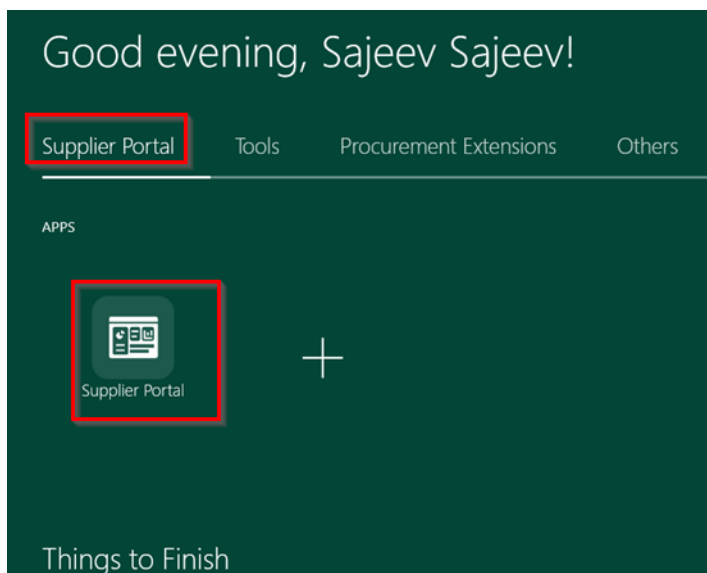 Good evening, Sajeev Sajeev!
Supplier Portal Tools Procurement Extensions Others
APPS
Supplier Portal
Things to Finish